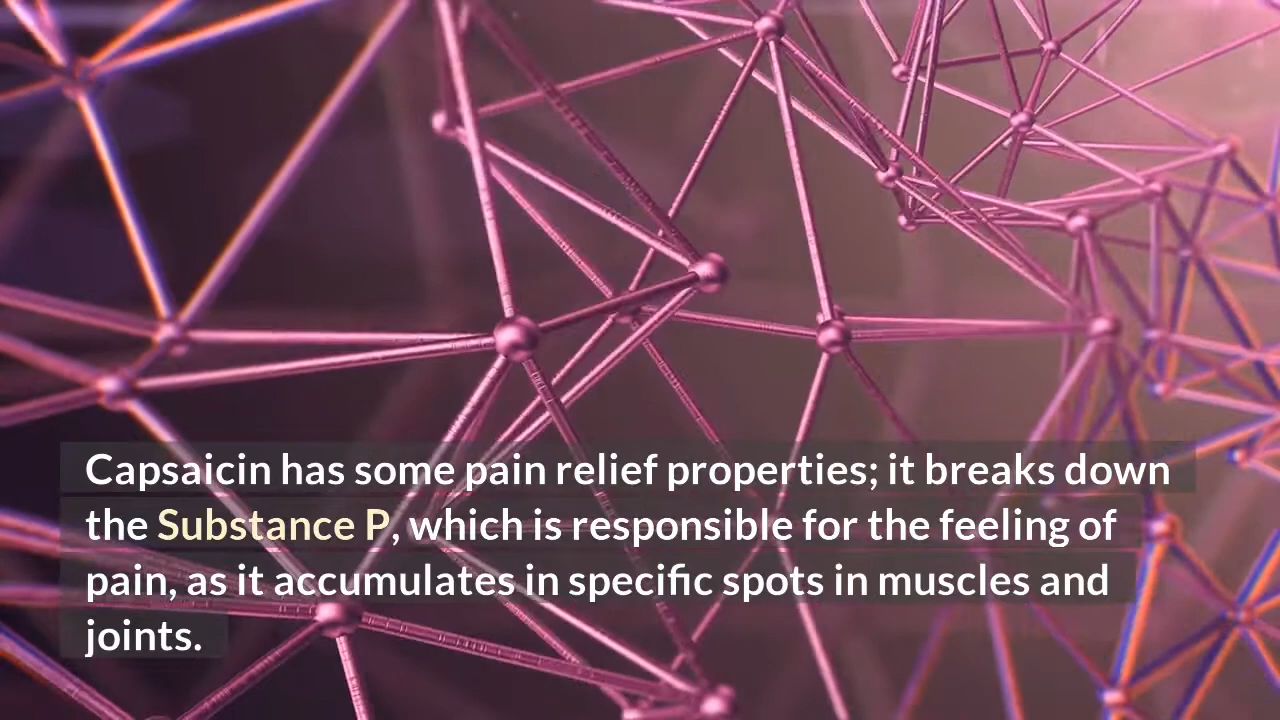 Capsaicin has some pain relief properties; it breaks down
the Substance P, which is responsible for the feeling of
pain, as it accumulates in specific spots in muscles and
joints.